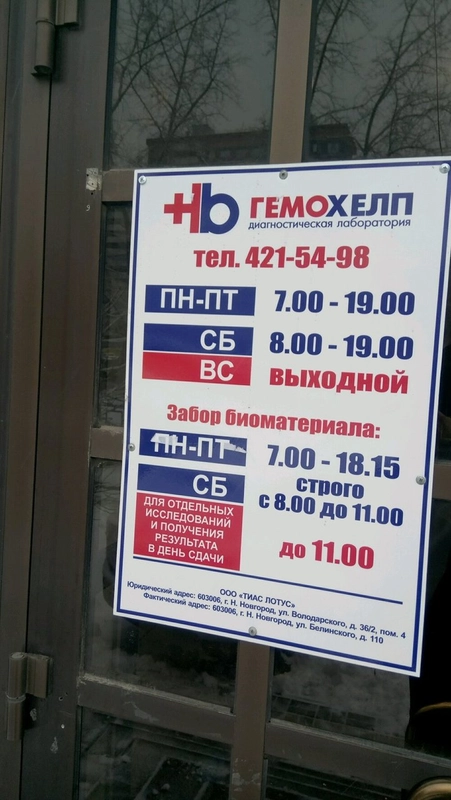 Hb ГЕМОХЕЛП
диагностическая лаборатория
тел. 421-54-98
ПН-ПТ 7.00 - 19.00
СБ 8.00 - 19.00
ВС выходной
Забор биоматериала:
ПН-ПТ 7.00 - 18.15
СБ строго
с 8.00 до 11.00
ДЛЯ ОТДЕЛЬНЫХ
ИССЛЕДОВАНИЙ
И ПОЛУЧЕНИЯ
РЕЗУЛЬТАТА
В ДЕНЬ СДАЧИ
до 11.00
ООО «ТИАС ЛОТУС»
Юридический адрес: 603006, г. Н. Новгород, ул. Володарского, д. 36/2, пом. 4
Фактический адрес: 603006, г. Н. Новгород, ул. Белинского, д. 110